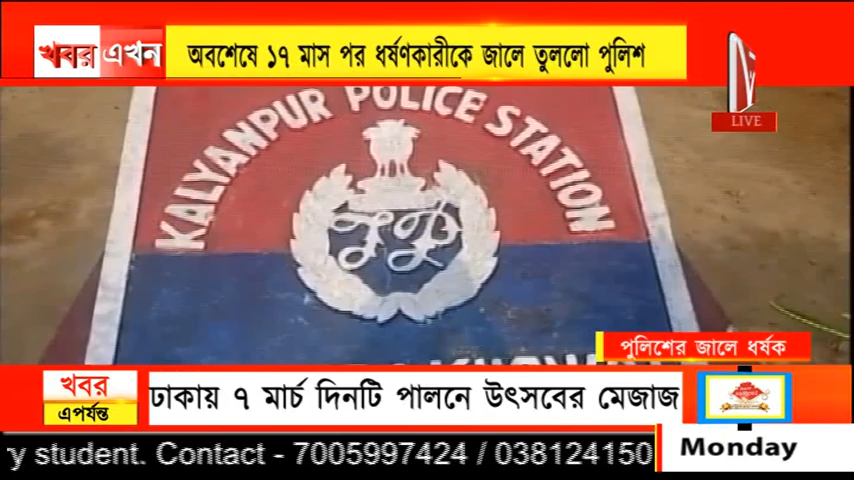 খবর এখন
অবশেষে ১৭ মাস পর ধর্ষণকারীকে জালে তুললো পুলিশ
LIVE
KALYANPUR POLICE STATION
পুলিশের জালে ধর্ষক
খবর
এপর্যন্ত
ঢাকায় ৭ মার্চ দিনটি পালনে উৎসবের মেজাজ
y student. Contact - 7005997424 / 038124150
Monday